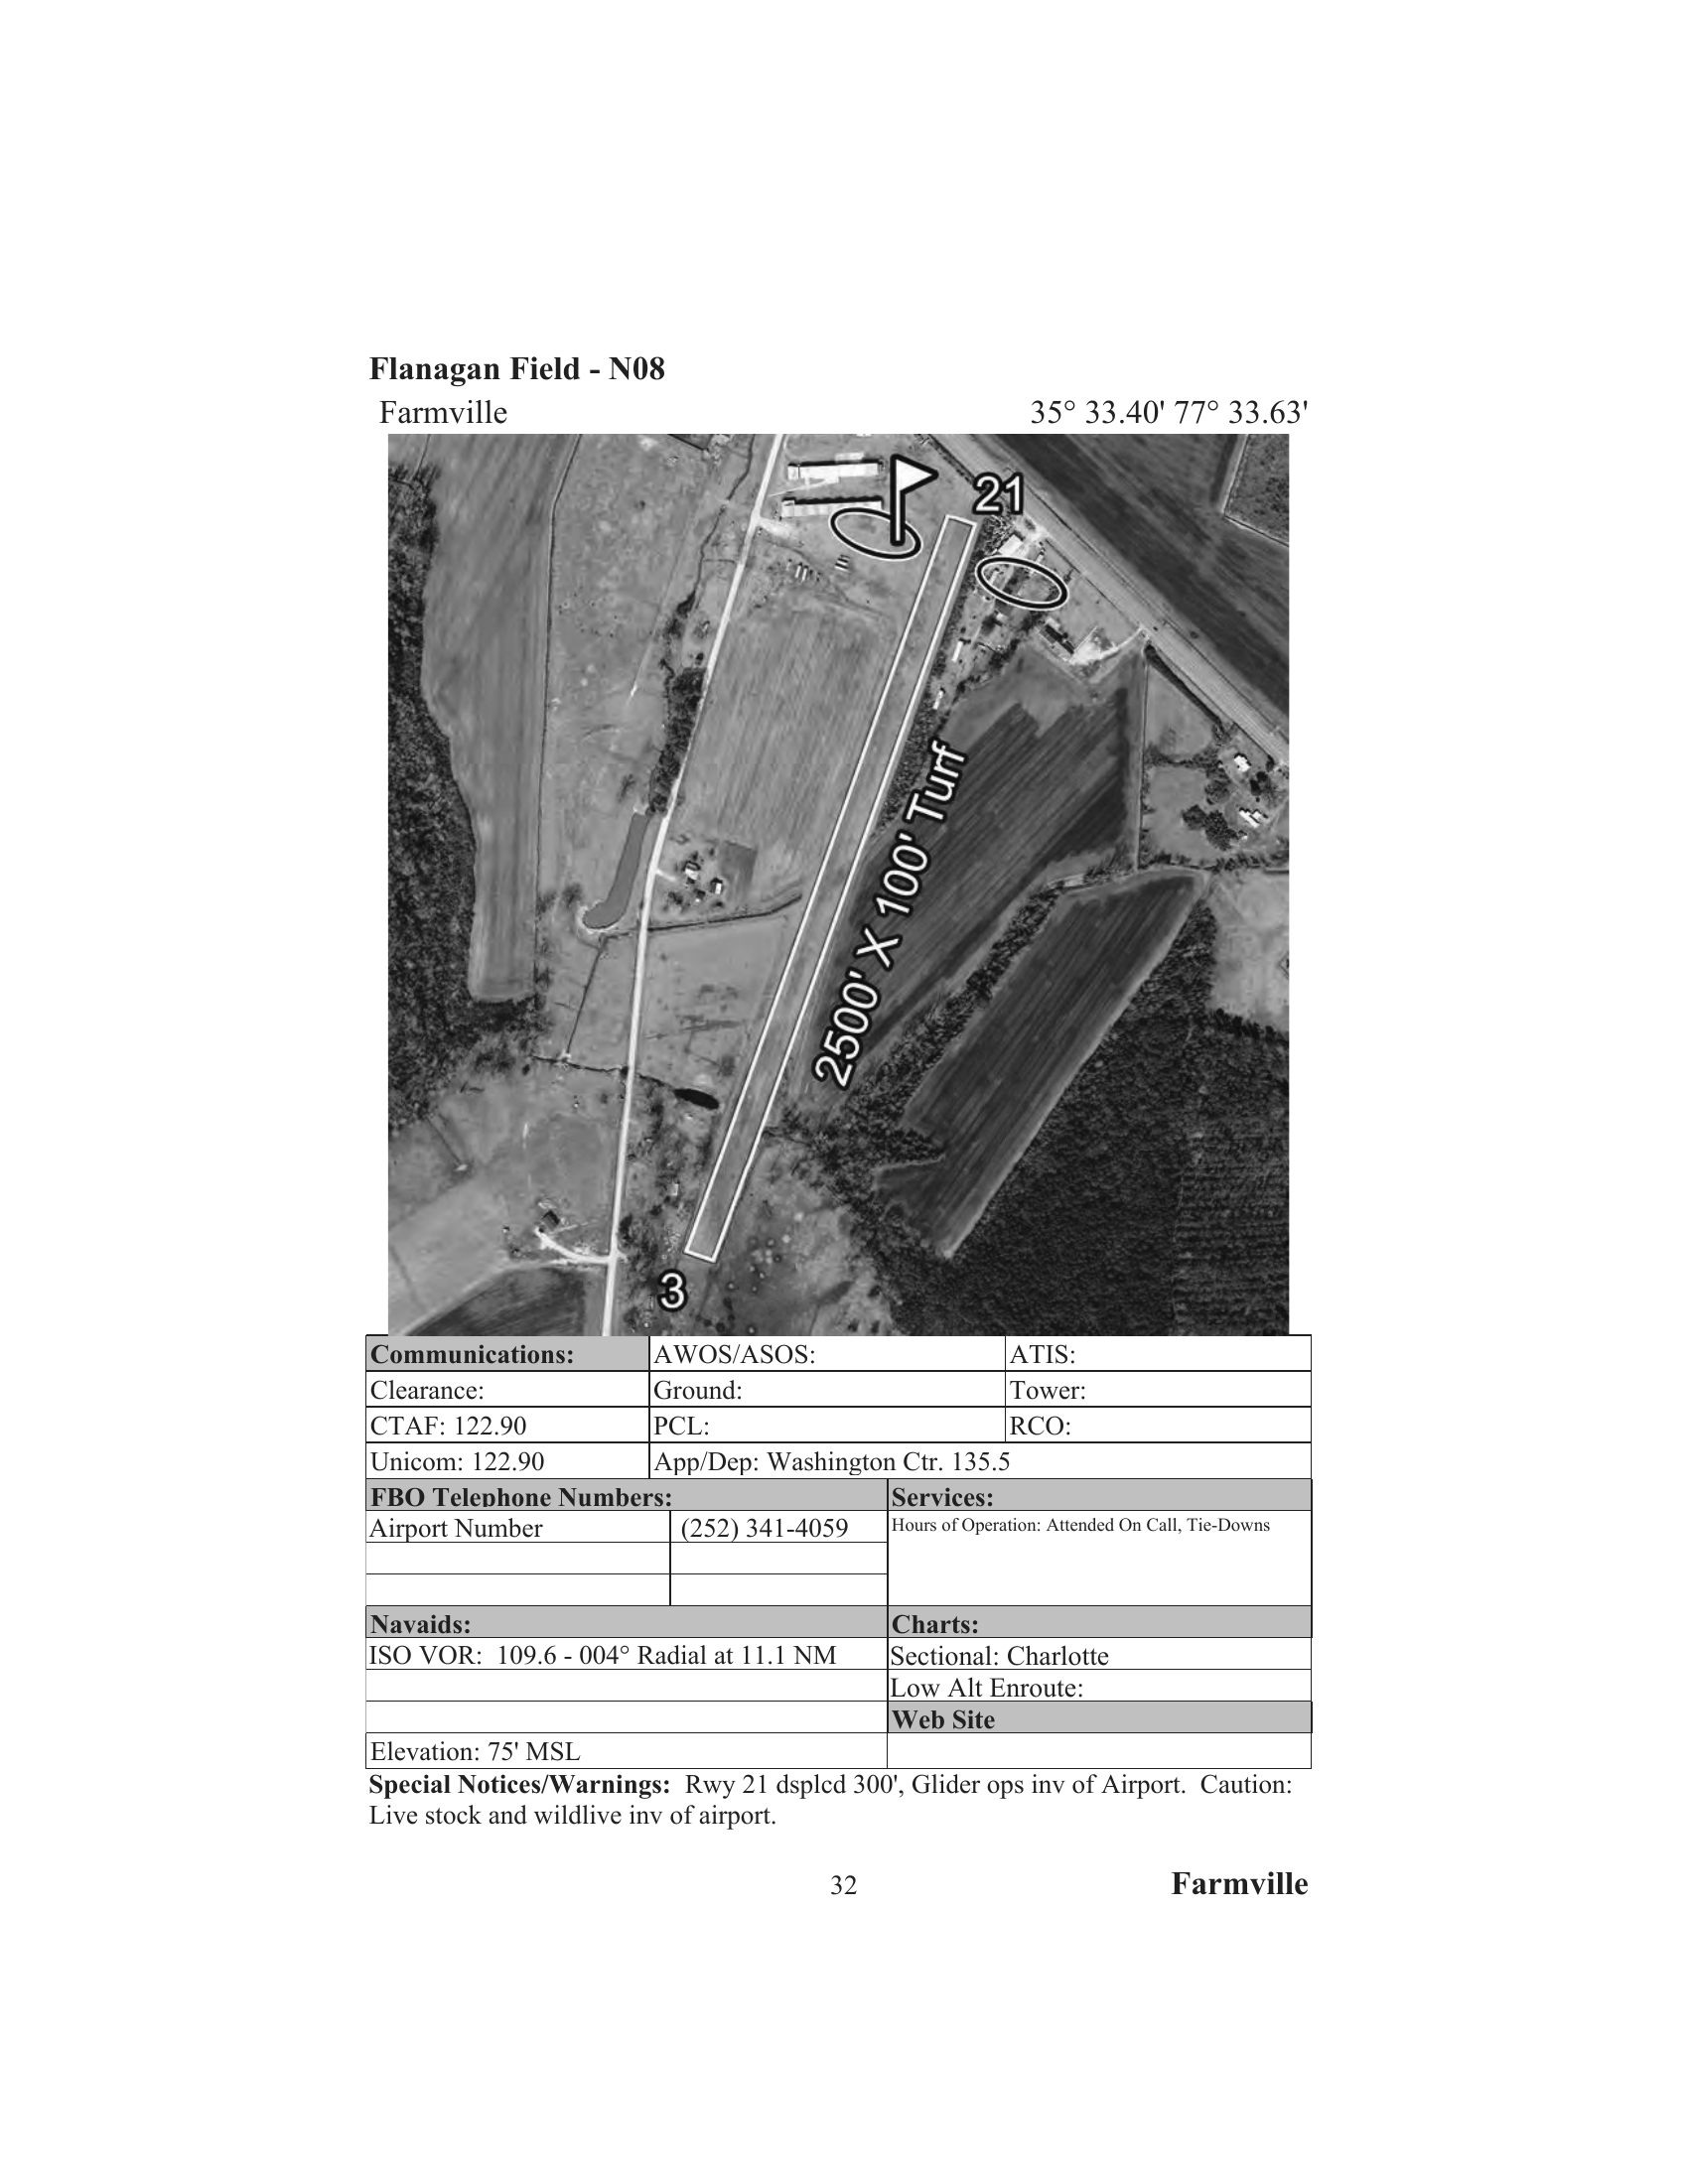 Flanagan Field - N08
Farmville 35° 33.40' 77° 33.63'
21
2500' X 100' Turf
3
Communications: AWOS/ASOS: ATIS:
Clearance: Ground: Tower:
CTAF: 122.90 PCL: RCO:
Unicom: 122.90 App/Dep: Washington Ctr. 135.5
FBO Telephone Numbers: Services:
Airport Number (252) 341-4059 Hours of Operation: Attended On Call, Tie-Downs
Navaids: Charts:
ISO VOR:  109.6 - 004° Radial at 11.1 NM Sectional: Charlotte
Low Alt Enroute:
Web Site
Elevation: 75' MSL
Special Notices/Warnings:  Rwy 21 dsplcd 300', Glider ops inv of Airport.  Caution:
Live stock and wildlive inv of airport.
32 Farmville